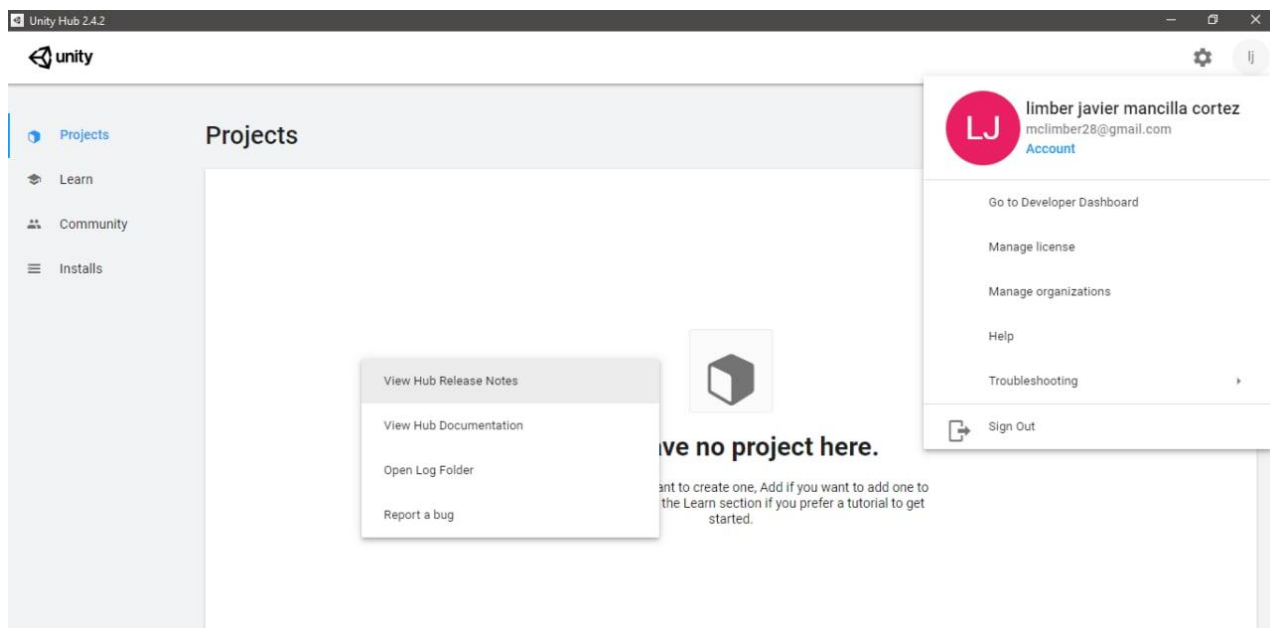 Unity Hub 2.4.2
unity
lj
limber javier mancilla cortez
LJ
mclimber28@gmail.com
Account
Projects
Projects
Learn
Community
Installs
Go to Developer Dashboard
Manage license
Manage organizations
Help
Troubleshooting
Sign Out
View Hub Release Notes
View Hub Documentation
Open Log Folder
Report a bug
no project here.
to create one, Add if you want to add one to
the Learn section if you prefer a tutorial to get
started.